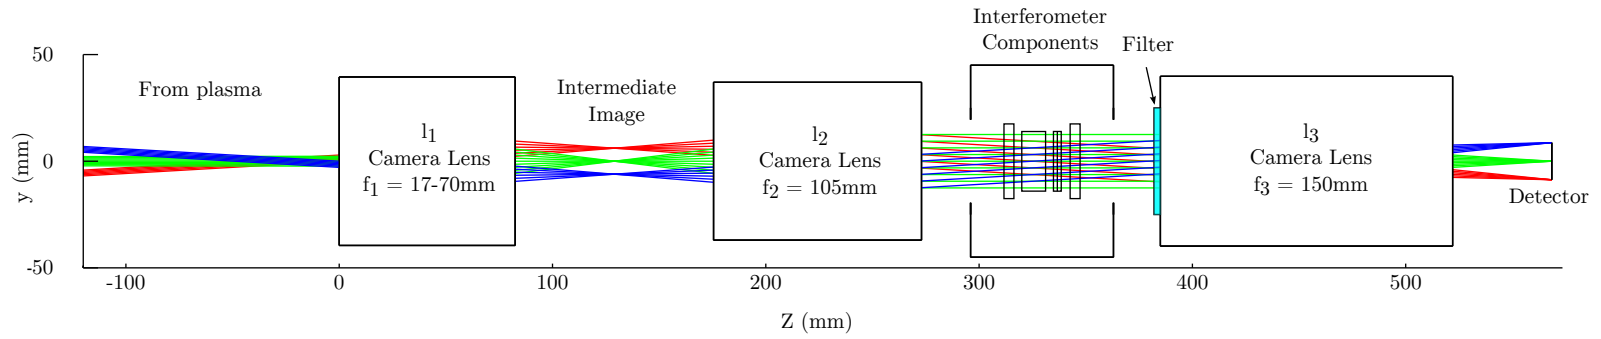 Interferometer
Components
Filter
50
From plasma
Intermediate
Image
l1
Camera Lens
f1 = 17-70mm
l2
Camera Lens
f2 = 105mm
l3
Camera Lens
f3 = 150mm
y (mm)
0
Detector
-50
-100
0
100
200
300
400
500
Z (mm)